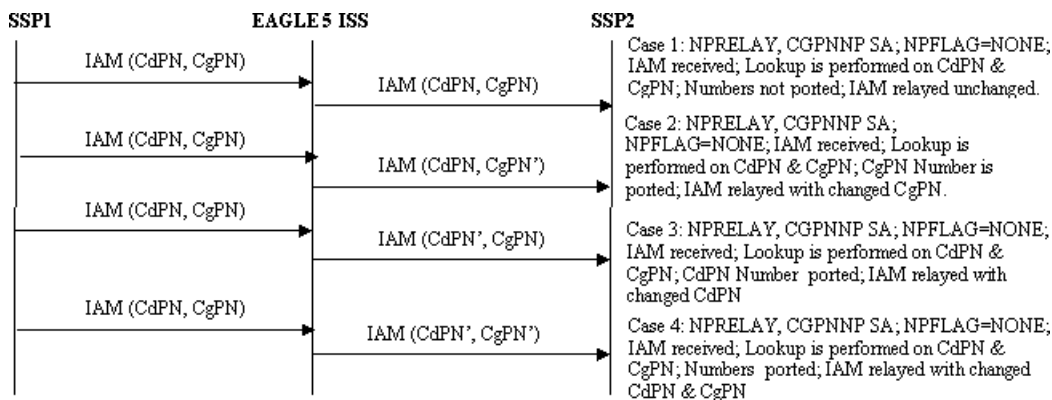 SSP1 EAGLE 5 ISS SSP2
IAM (CdPN, CgPN)
IAM (CdPN, CgPN)
Case 1: NPRELAY, CGPNNP SA; NPFLAG=NONE;
IAM received; Lookup is performed on CdPN &
CgPN; Numbers not ported; IAM relayed unchanged.
IAM (CdPN, CgPN)
IAM (CdPN, CgPN’)
Case 2: NPRELAY, CGPNNP SA;
NPFLAG=NONE; IAM received; Lookup is
performed on CdPN & CgPN; CgPN Number is
ported; IAM relayed with changed CgPN.
IAM (CdPN, CgPN)
IAM (CdPN’, CgPN)
Case 3: NPRELAY, CGPNNP SA; NPFLAG=NONE;
IAM received; Lookup is performed on CdPN &
CgPN; CdPN Number ported; IAM relayed with
changed CdPN
IAM (CdPN, CgPN)
IAM (CdPN’, CgPN’)
Case 4: NPRELAY, CGPNNP SA; NPFLAG=NONE;
IAM received; Lookup is performed on CdPN &
CgPN; Numbers ported; IAM relayed with changed
CdPN & CgPN